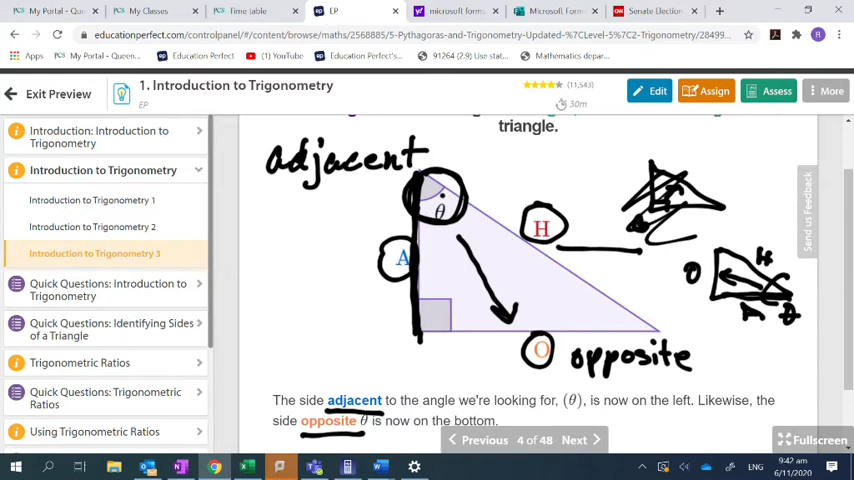 My Portal - Queen
My Classes
Time table
EP
microsoft forms
Microsoft Form
Senate Election
educationperfect.com/controlpanel/#/content/browse/maths/2568885/5-Pythagoras-and-Trigonometry-Updated-%7CLevel-5%7C2-Trigonometry/28499...
Apps
My Portal - Queen...
Education Perfect
(1) YouTube
Education Perfect's...
91264 (2.9) Use stat...
Mathematics depar...
Exit Preview
1. Introduction to Trigonometry
EP
(11,543)
30m
Edit
Assign
Assess
More
Introduction: Introduction to
Trigonometry
Introduction to Trigonometry
Introduction to Trigonometry 1
Introduction to Trigonometry 2
Introduction to Trigonometry 3
Quick Questions: Introduction to
Trigonometry
Quick Questions: Identifying Sides
of a Triangle
Trigonometric Ratios
Quick Questions: Trigonometric
Ratios
Using Trigonometric Ratios
triangle.
adjacent
θ
H
A
O
opposite
H
O
A
θ
The side adjacent to the angle we're looking for, (θ), is now on the left. Likewise, the
side opposite θ is now on the bottom.
Previous 4 of 48 Next
Fullscreen
Send us Feedback
ENG
9:42 am
6/11/2020